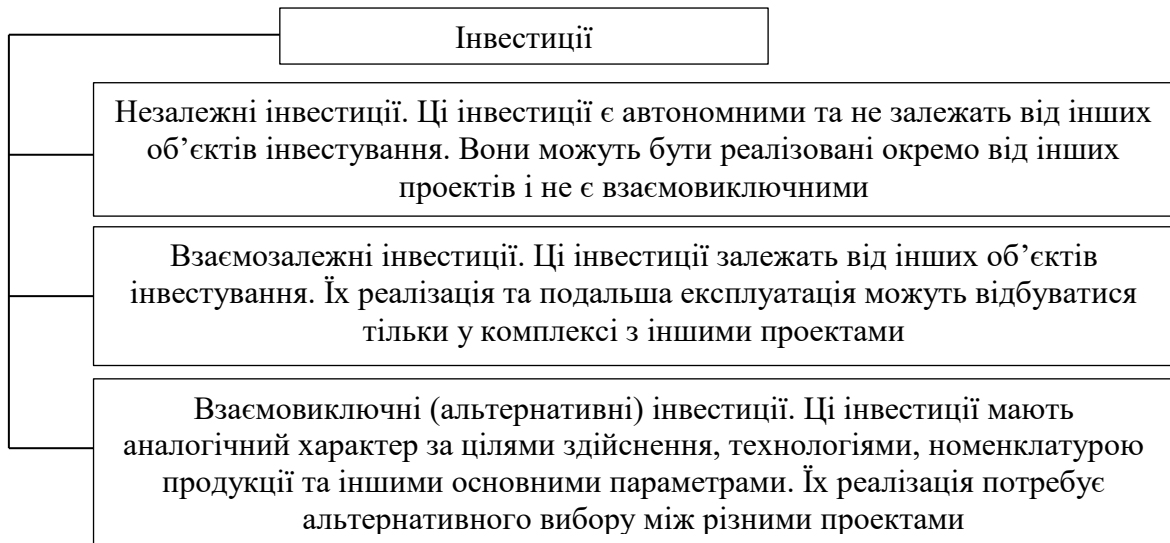 Інвестиції
Незалежні інвестиції. Ці інвестиції є автономними та не залежать від інших
об’єктів інвестування. Вони можуть бути реалізовані окремо від інших
проектів і не є взаємовиключними
Взаємозалежні інвестиції. Ці інвестиції залежать від інших об’єктів
інвестування. Їх реалізація та подальша експлуатація можуть відбуватися
тільки у комплексі з іншими проектами
Взаємовиключні (альтернативні) інвестиції. Ці інвестиції мають
аналогічний характер за цілями здійснення, технологіями, номенклатурою
продукції та іншими основними параметрами. Їх реалізація потребує
альтернативного вибору між різними проектами